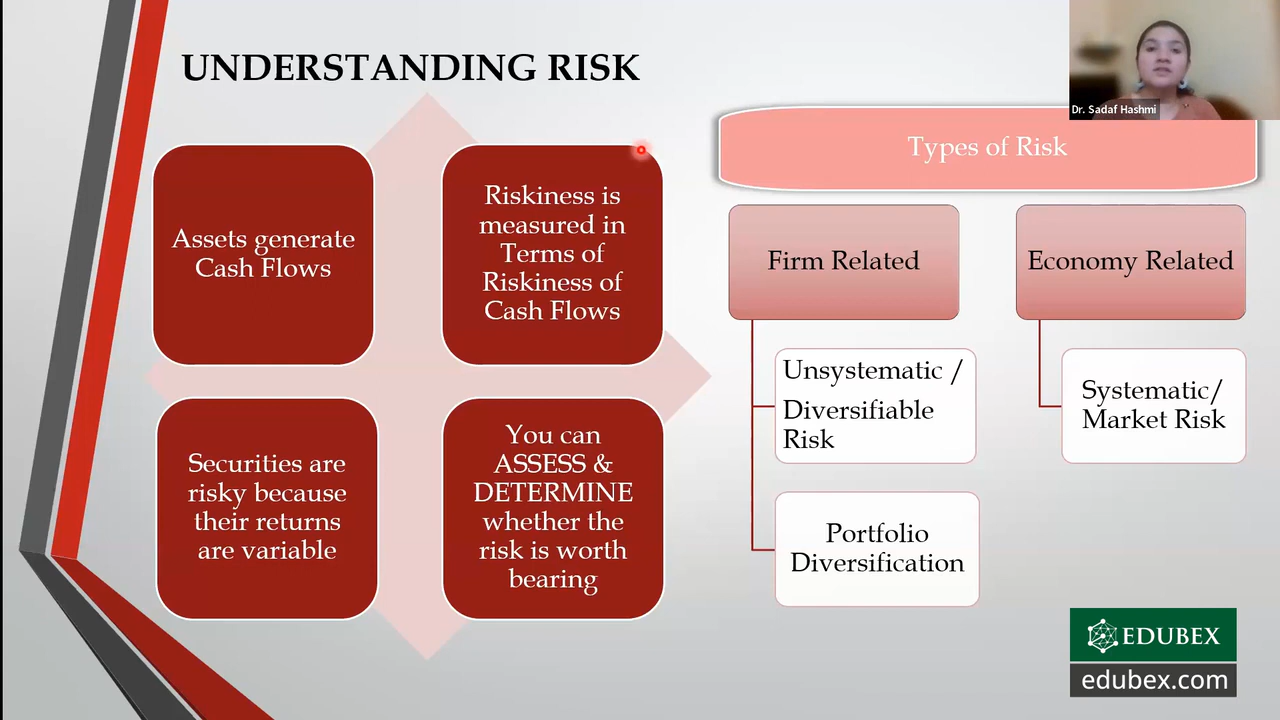 UNDERSTANDING RISK
Dr. Sadaf Hashmi
Assets generate
Cash Flows
Riskiness is
measured in
Terms of
Riskiness of
Cash Flows
Securities are
risky because
their returns
are variable
You can
ASSESS &
DETERMINE
whether the
risk is worth
bearing
Types of Risk
Firm Related
Unsystematic /
Diversifiable
Risk
Portfolio
Diversification
Economy Related
Systematic/
Market Risk
EDUBEX
edubex.com